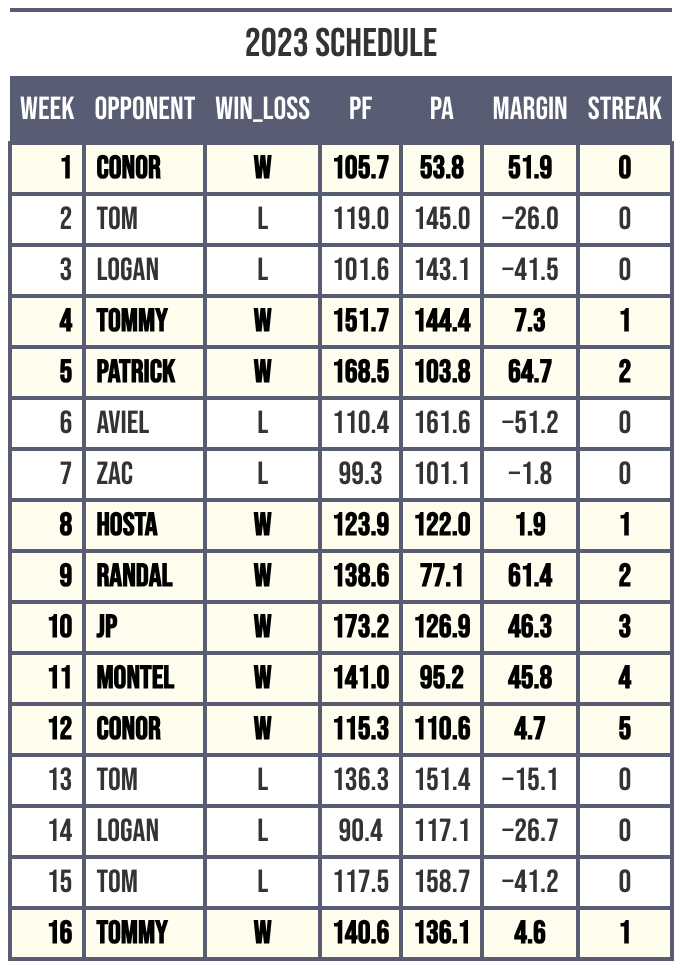 2023 SCHEDULE
WEEK OPPONENT WIN_LOSS PF PA MARGIN STREAK
1 CONOR W 105.7 53.8 51.9 0
2 TOM L 119.0 145.0 −26.0 0
3 LOGAN L 101.6 143.1 −41.5 0
4 TOMMY W 151.7 144.4 7.3 1
5 PATRICK W 168.5 103.8 64.7 2
6 AVIEL L 110.4 161.6 −51.2 0
7 ZAC L 99.3 101.1 −1.8 0
8 HOSTA W 123.9 122.0 1.9 1
9 RANDAL W 138.6 77.1 61.4 2
10 JP W 173.2 126.9 46.3 3
11 MONTEL W 141.0 95.2 45.8 4
12 CONOR W 115.3 110.6 4.7 5
13 TOM L 136.3 151.4 −15.1 0
14 LOGAN L 90.4 117.1 −26.7 0
15 TOM L 117.5 158.7 −41.2 0
16 TOMMY W 140.6 136.1 4.6 1